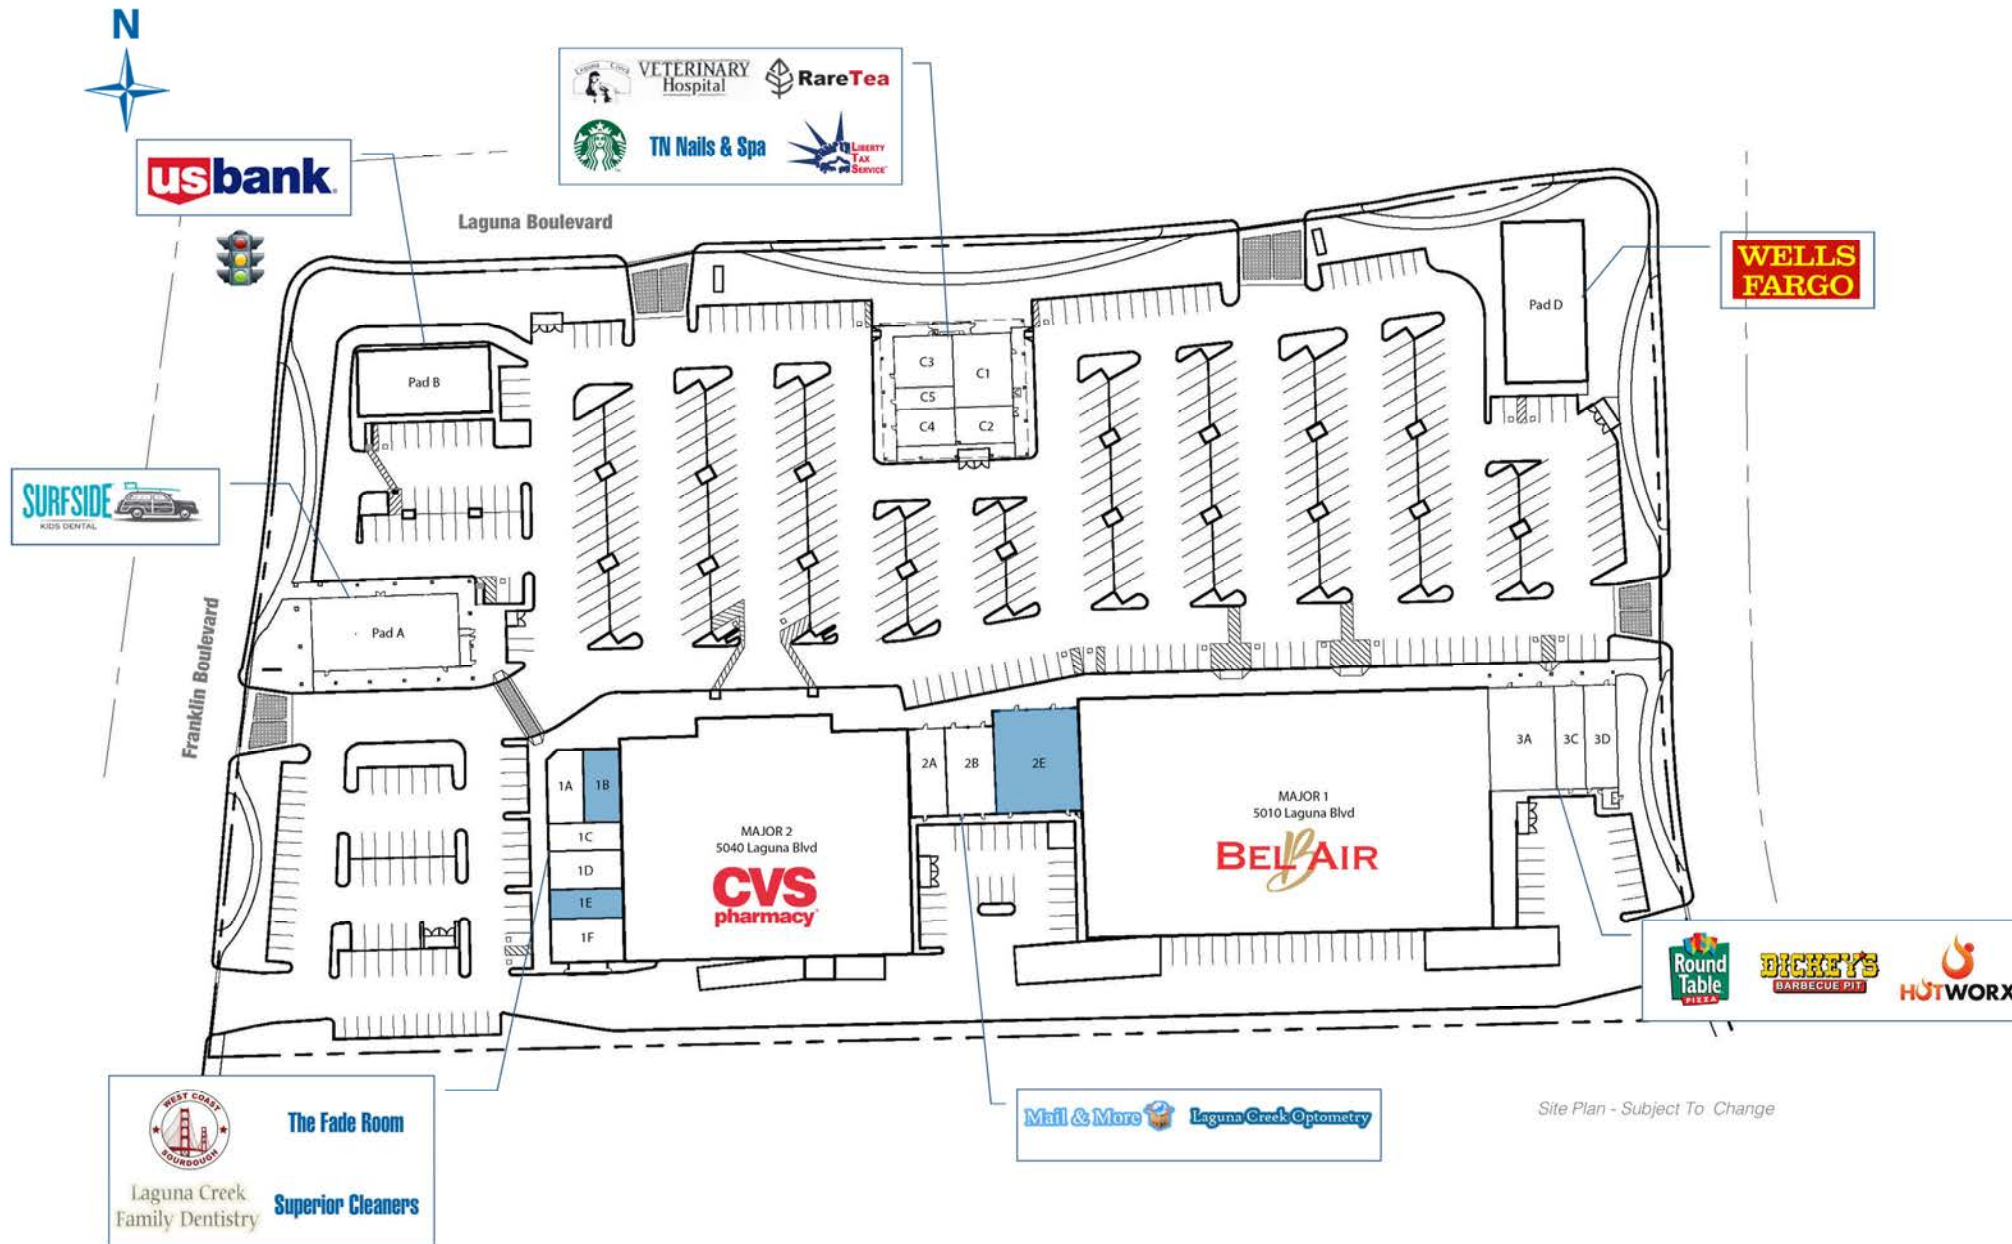 N
Laguna Creek
VETERINARY
Hospital
RareTea
TN Nails & Spa
LIBERTY
TAX
SERVICE
usbank
Laguna Boulevard
WELLS
FARGO
Pad D
C3
C1
C5
C4
C2
Pad B
SURFSIDE
KIDS DENTAL
Pad A
Franklin Boulevard
1A
1B
1C
1D
1E
1F
MAJOR 2
5040 Laguna Blvd
CVS
pharmacy
2A
2B
2E
MAJOR 1
5010 Laguna Blvd
BEL AIR
B
3A
3C
3D
Round
Table
PIZZA
DICKEY'S
BARBECUE PIT
HOTWORX
WEST COAST
SOURDOUGH
The Fade Room
Laguna Creek
Family Dentistry
Superior Cleaners
Mail & More
Laguna Creek Optometry
Site Plan - Subject To Change